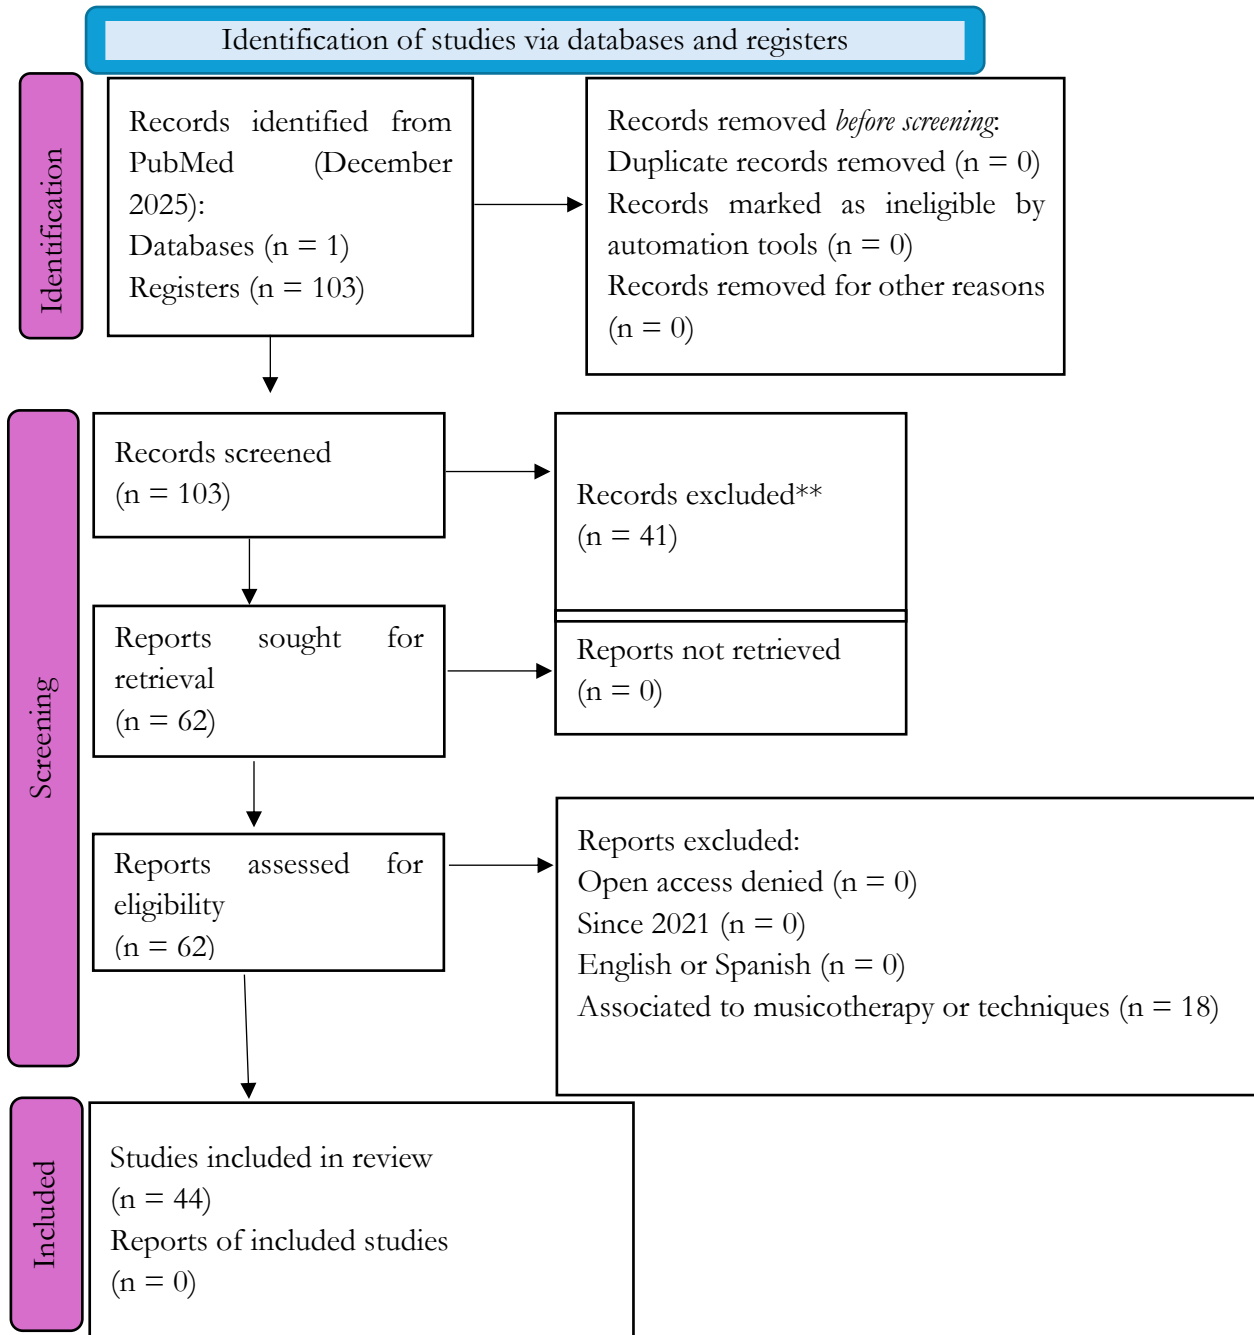 Identification of studies via databases and registers
Identification
Records identified from
PubMed (December
2025):
Databases (n = 1)
Registers (n = 103)
Records removed before screening:
Duplicate records removed (n = 0)
Records marked as ineligible by
automation tools (n = 0)
Records removed for other reasons
(n = 0)
Screening
Records screened
(n = 103)
Records excluded**
(n = 41)
Reports sought for
retrieval
(n = 62)
Reports not retrieved
(n = 0)
Reports assessed for
eligibility
(n = 62)
Reports excluded:
Open access denied (n = 0)
Since 2021 (n = 0)
English or Spanish (n = 0)
Associated to musicotherapy or techniques (n = 18)
Included
Studies included in review
(n = 44)
Reports of included studies
(n = 0)